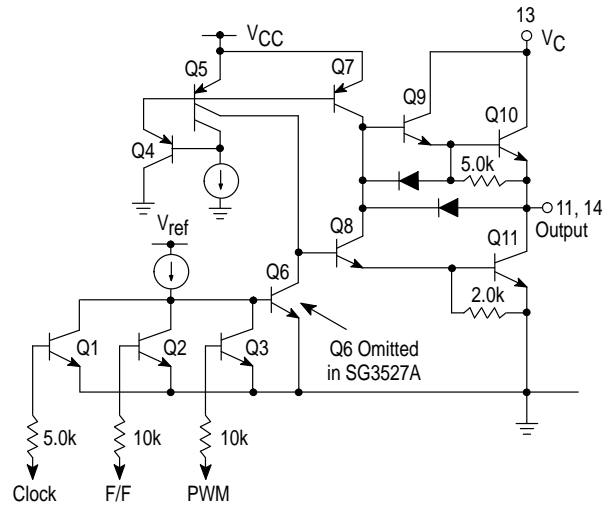 13
VCC
VC
Q5
Q7
Q9
Q10
Q4
5.0k
Vref
Q8
11, 14
Output
Q6
Q11
2.0k
Q1
Q2
Q3
Q6 Omitted
in SG3527A
5.0k
10k
10k
Clock
F/F
PWM